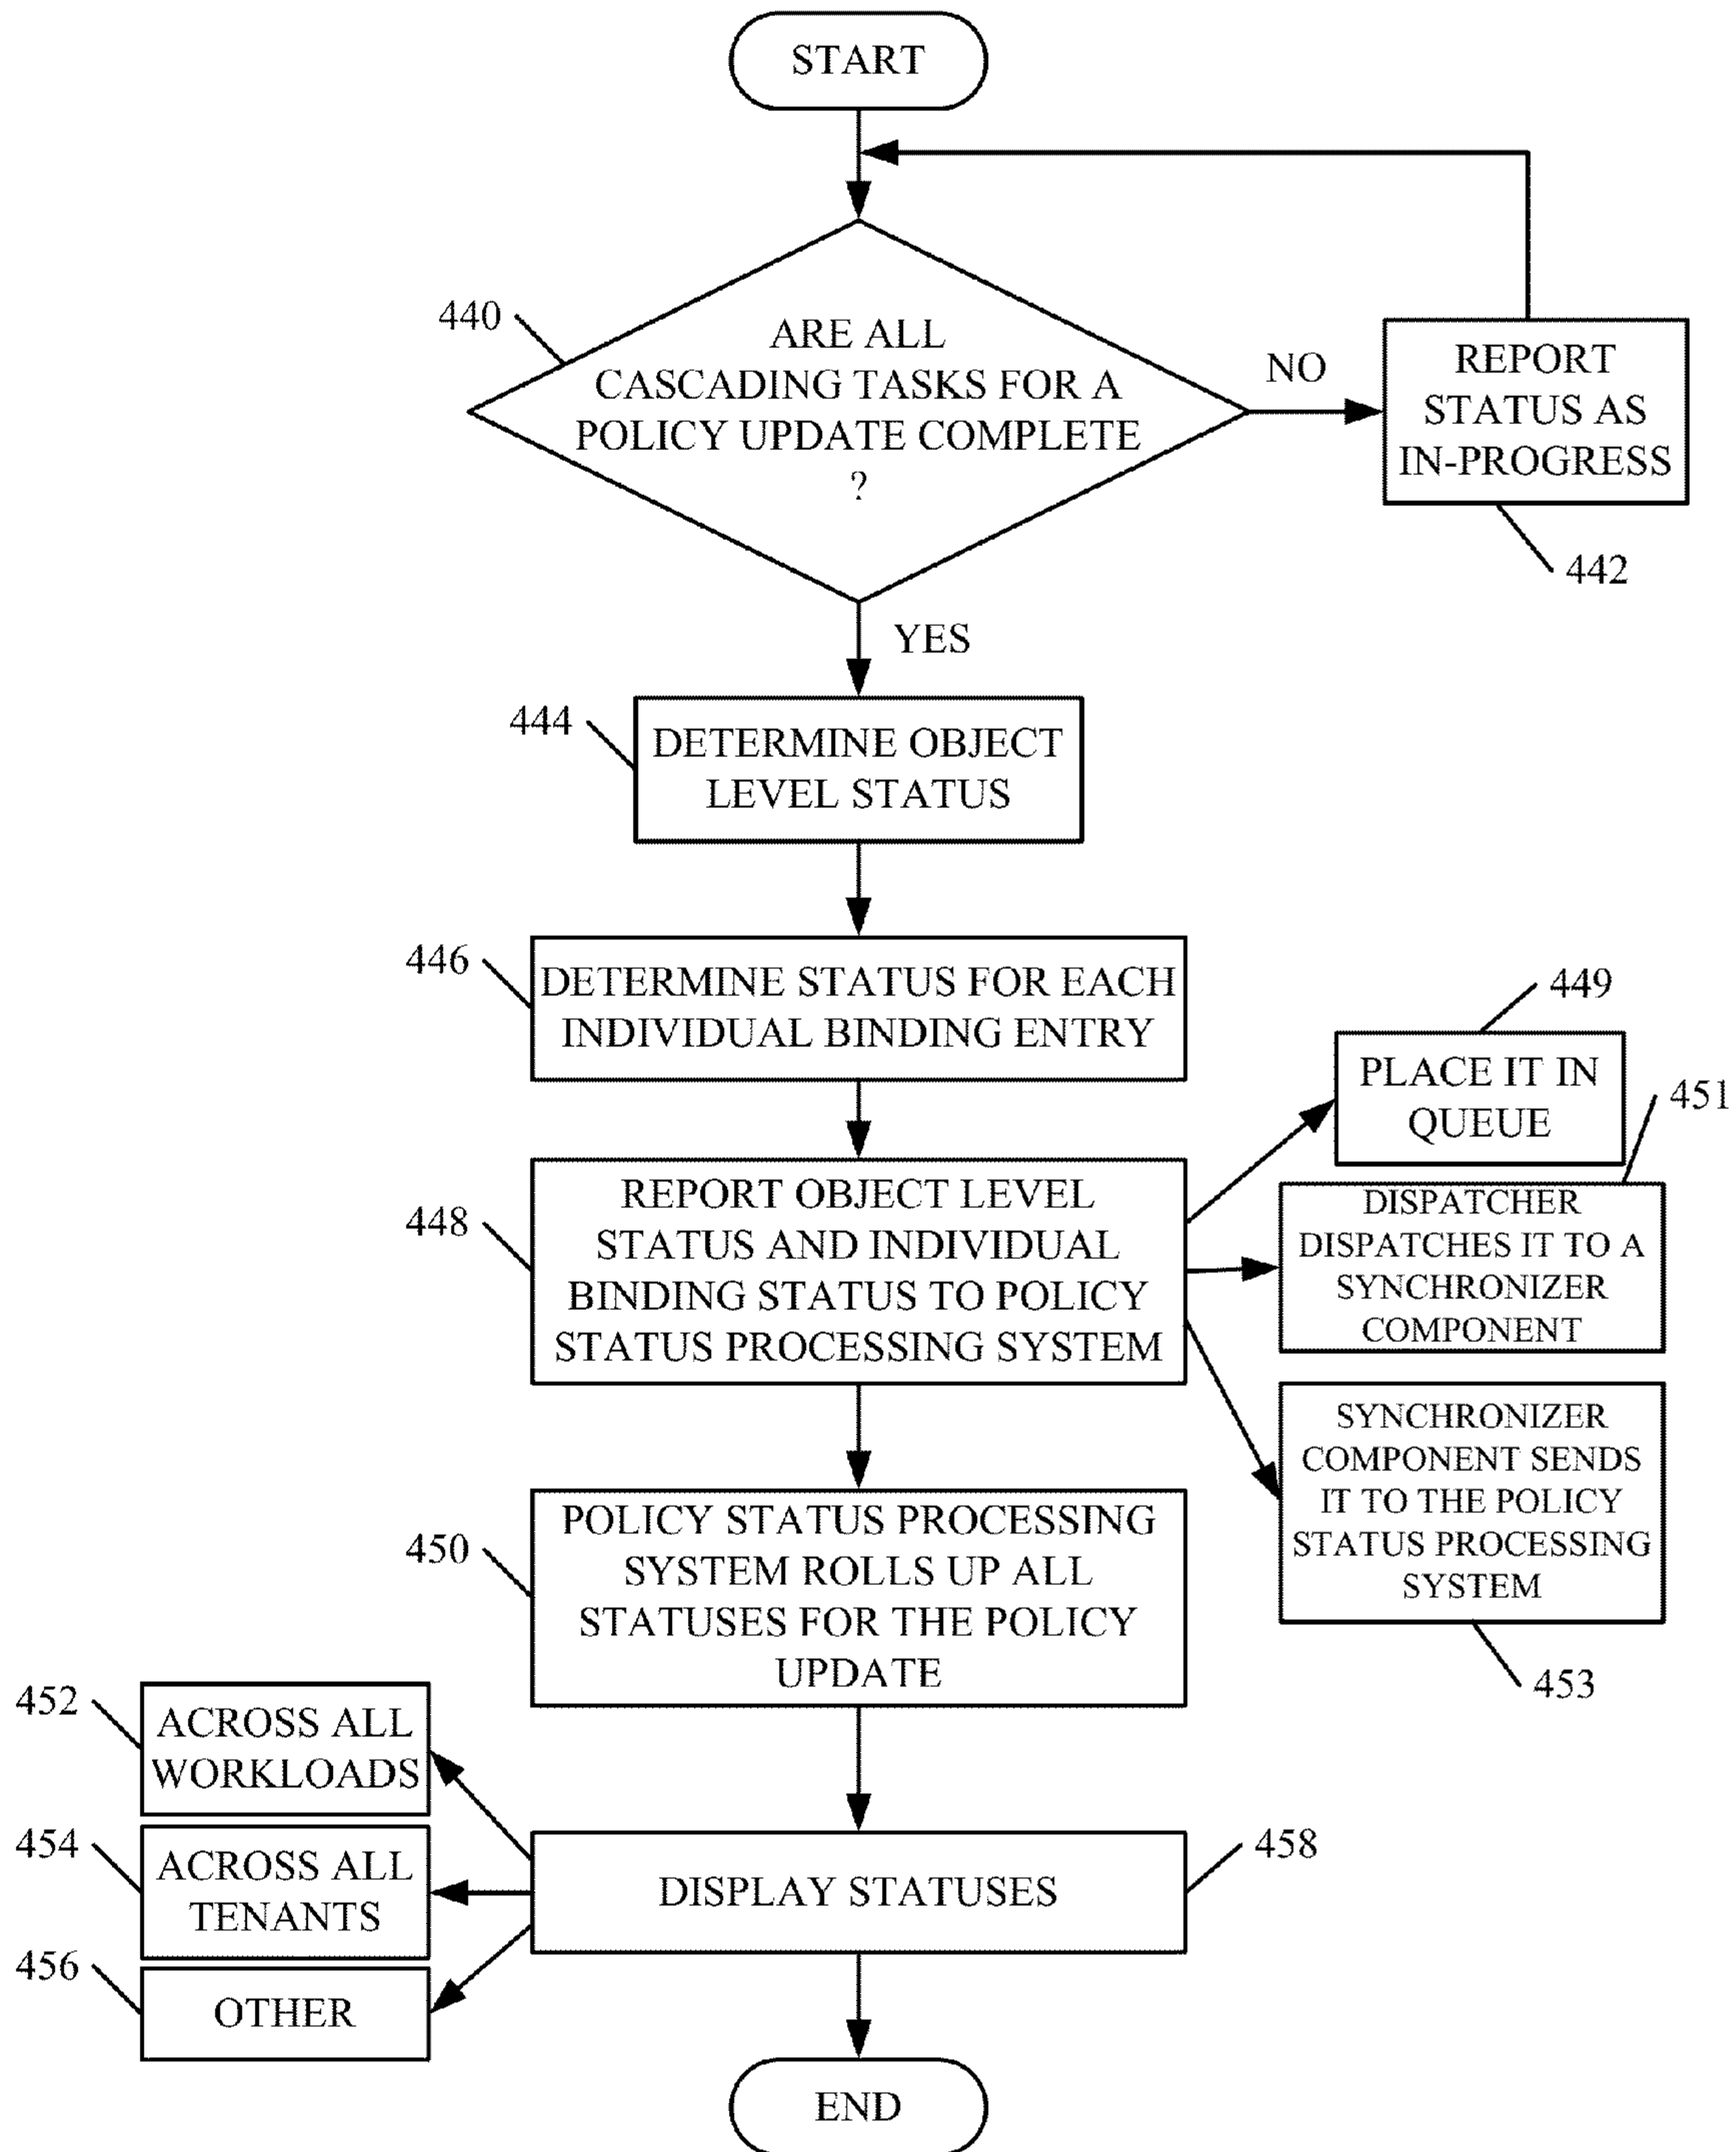 START
440
ARE ALL
CASCADING TASKS FOR A
POLICY UPDATE COMPLETE
?
NO
REPORT
STATUS AS
IN-PROGRESS
442
YES
444
DETERMINE OBJECT
LEVEL STATUS
446
DETERMINE STATUS FOR EACH
INDIVIDUAL BINDING ENTRY
449
PLACE IT IN
QUEUE
451
448
REPORT OBJECT LEVEL
STATUS AND INDIVIDUAL
BINDING STATUS TO POLICY
STATUS PROCESSING SYSTEM
DISPATCHER
DISPATCHES IT TO A
SYNCHRONIZER
COMPONENT
SYNCHRONIZER
COMPONENT SENDS
IT TO THE POLICY
STATUS PROCESSING
SYSTEM
453
450
POLICY STATUS PROCESSING
SYSTEM ROLLS UP ALL
STATUSES FOR THE POLICY
UPDATE
452
ACROSS ALL
WORKLOADS
454
ACROSS ALL
TENANTS
456
OTHER
458
DISPLAY STATUSES
END